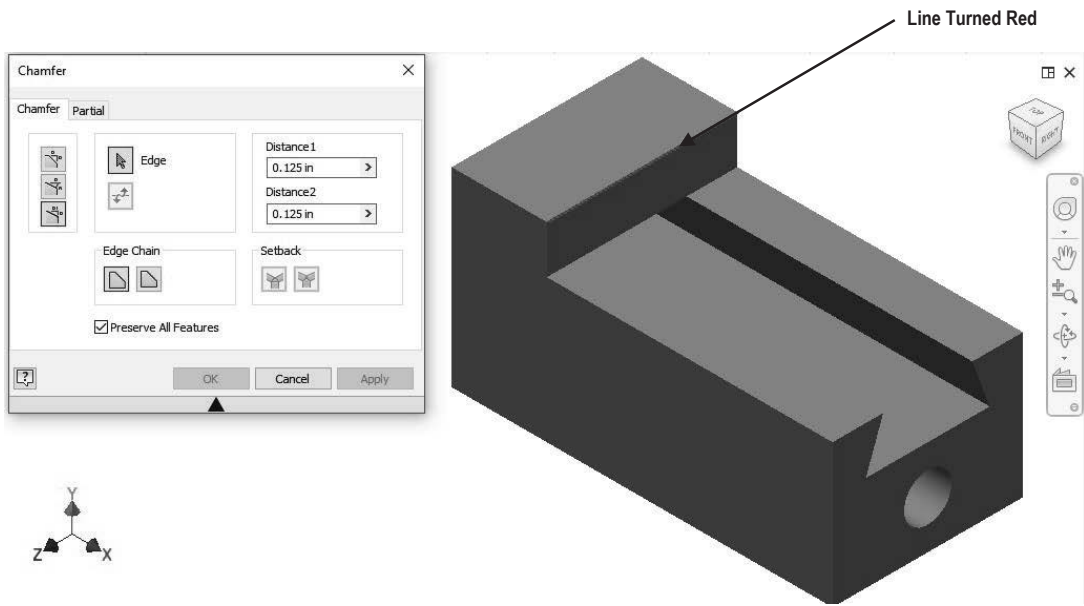 Line Turned Red
Chamfer
Chamfer Partial
Edge
Distance1
0.125 in
Distance2
0.125 in
Edge Chain
Setback
Preserve All Features
OK Cancel Apply
TOP
FRONT RIGHT
Y
Z X